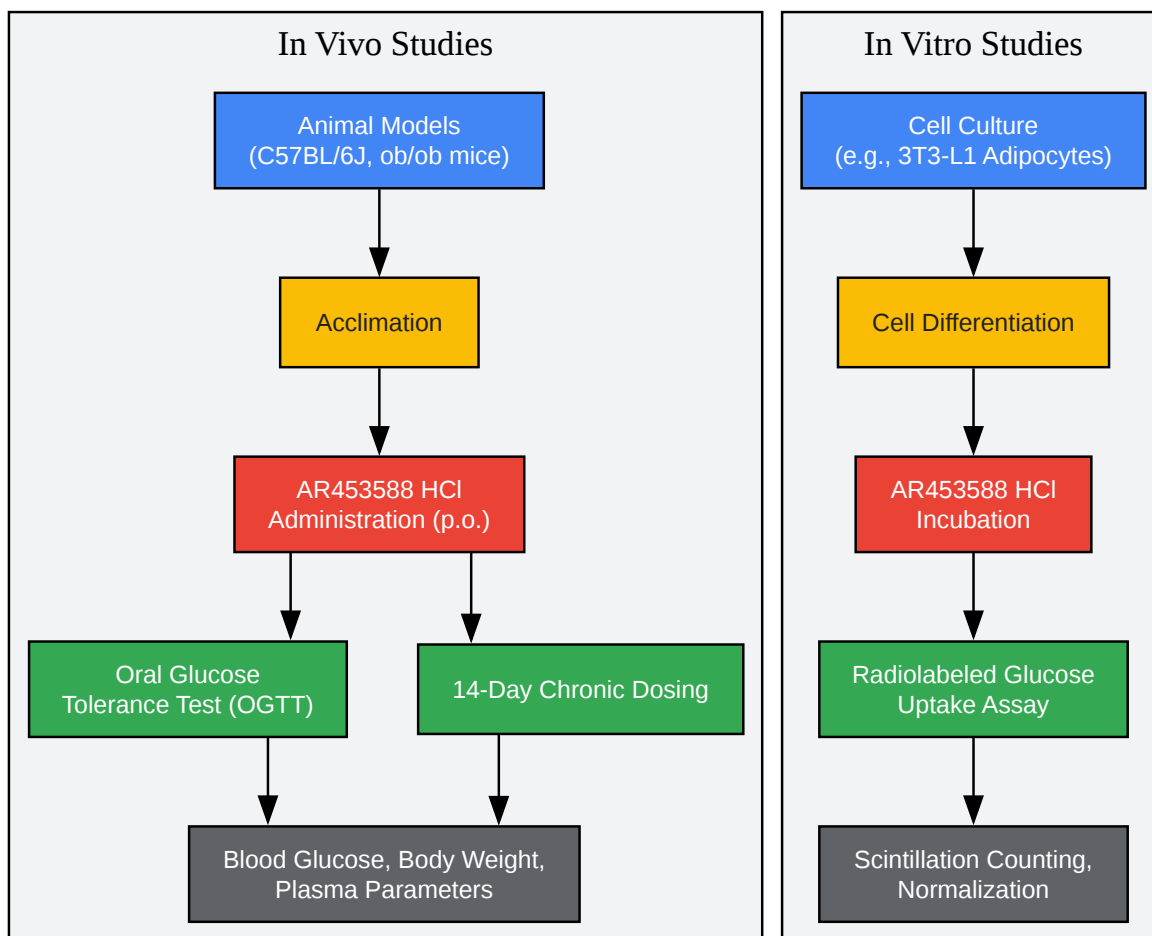 In Vivo Studies
Animal Models
(C57BL/6J, ob/ob mice)
Acclimation
AR453588 HCl
Administration (p.o.)
Oral Glucose
Tolerance Test (OGTT)
14-Day Chronic Dosing
Blood Glucose, Body Weight,
Plasma Parameters
In Vitro Studies
Cell Culture
(e.g., 3T3-L1 Adipocytes)
Cell Differentiation
AR453588 HCl
Incubation
Radiolabeled Glucose
Uptake Assay
Scintillation Counting,
Normalization